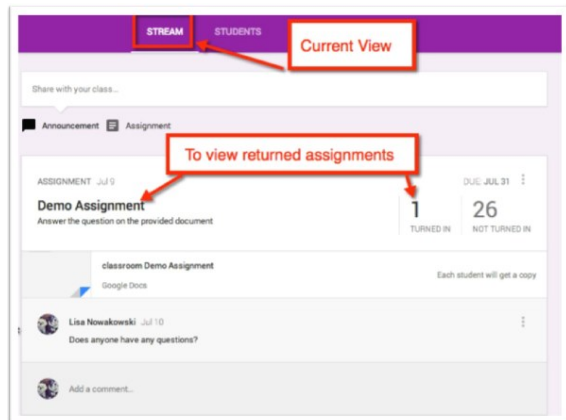 STREAM STUDENTS
Current View
Share with your class...
Announcement Assignment
To view returned assignments
ASSIGNMENT Jul 9 DUE JUL 31
Demo Assignment 1 26
Answer the question on the provided document TURNED IN NOT TURNED IN
classroom Demo Assignment
Google Docs Each student will get a copy
Lisa Nowakowski Jul 10
Does anyone have any questions?
Add a comment...